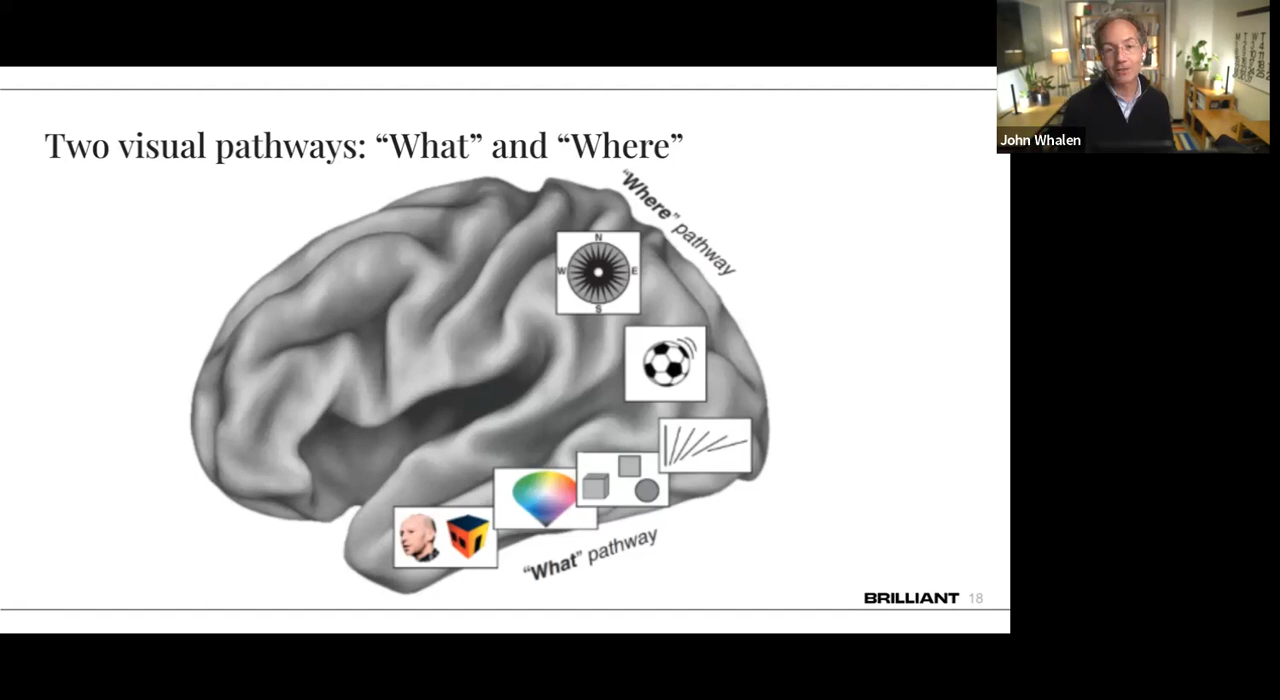 Two visual pathways: “What” and “Where”
“Where” pathway
N
W
E
S
“What” pathway
BRILLIANT 18
John Whalen